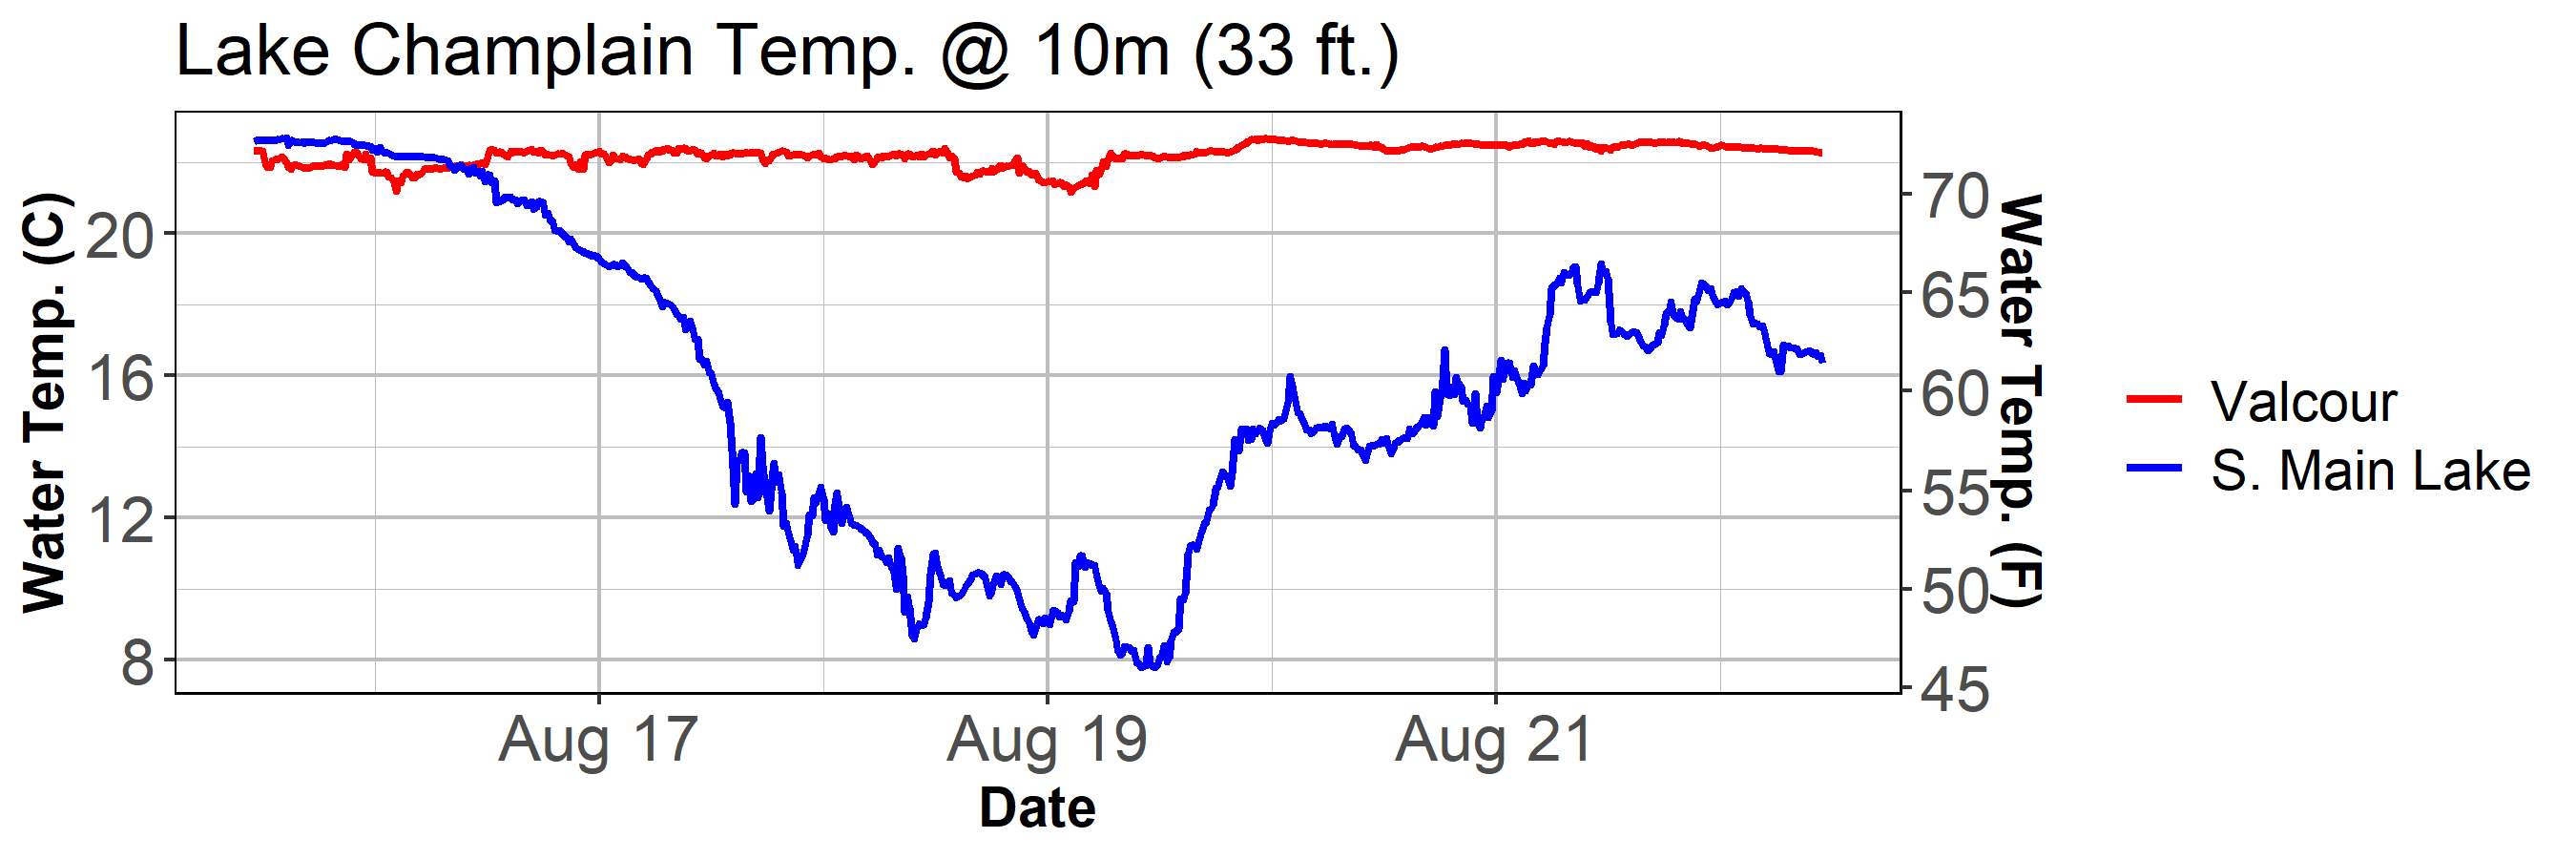 Lake Champlain Temp. @ 10m (33 ft.)
Water Temp. (C)
20
16
12
8
70
65
60
55
50
45
Water Temp. (F)
Aug 17
Aug 19
Aug 21
Date
Valcour
S. Main Lake